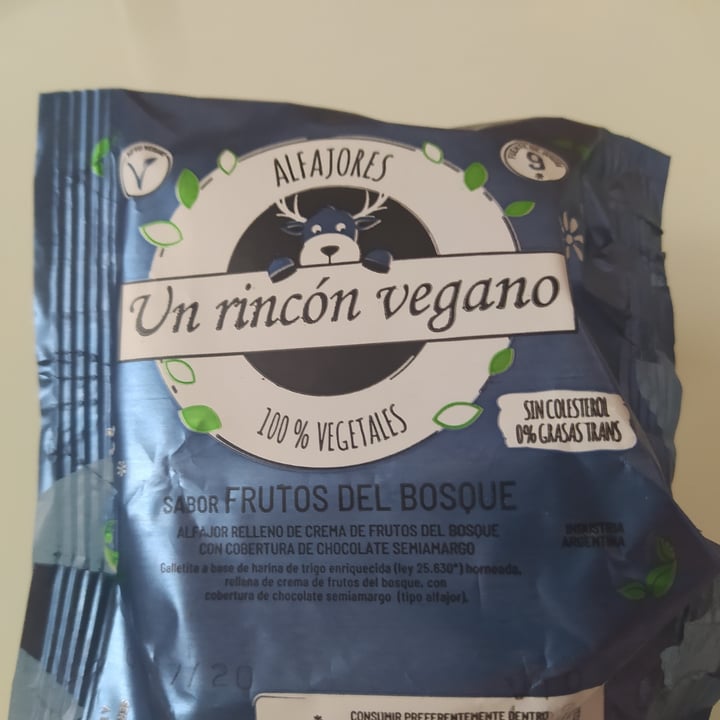 ALFAJORES
Un rincón vegano
100 % VEGETALES
SIN COLESTEROL
0% GRASAS TRANS
SABOR FRUTOS DEL BOSQUE
ALFAJOR RELLENO DE CREMA DE FRUTOS DEL BOSQUE
CON COBERTURA DE CHOCOLATE SEMIAMARGO
INDUSTRIA
ARGENTINA
Galletita a base de harina de trigo enriquecida (ley 25.630*) horneada,
rellena de crema de frutos del bosque, con
cobertura de chocolate semiamargo (tipo alfajor).
/20
* CONSUMIR PREFERENTEMENTE DENTRO